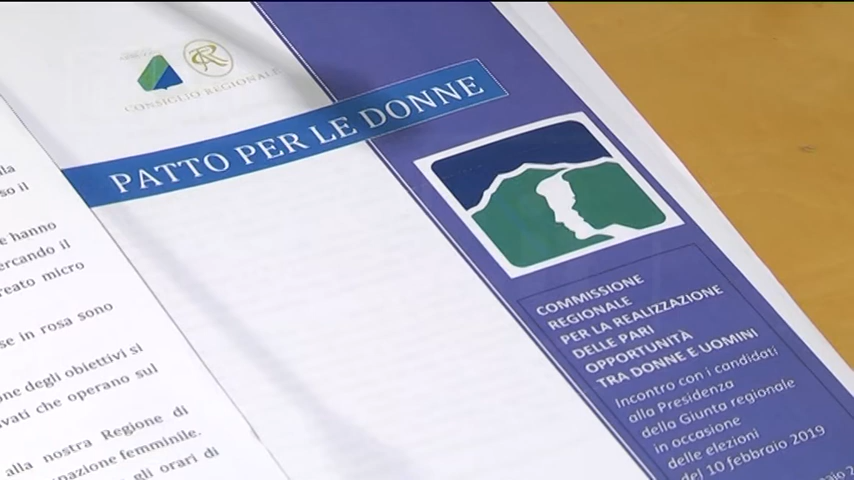 CONSIGLIO REGIONALE
PATTO PER LE DONNE
so il
e hanno
ercando il
reato micro
se in rosa sono
one degli obiettivi si
vati che operano sul
alla nostra Regione di
nazione femminile.
gli orari di
COMMISSIONE
REGIONALE
PER LA REALIZZAZIONE
DELLE PARI
OPPORTUNITÀ
TRA DONNE E UOMINI
Incontro con i candidati
alla Presidenza
della Giunta regionale
in occasione
delle elezioni
del 10 febbraio 2019